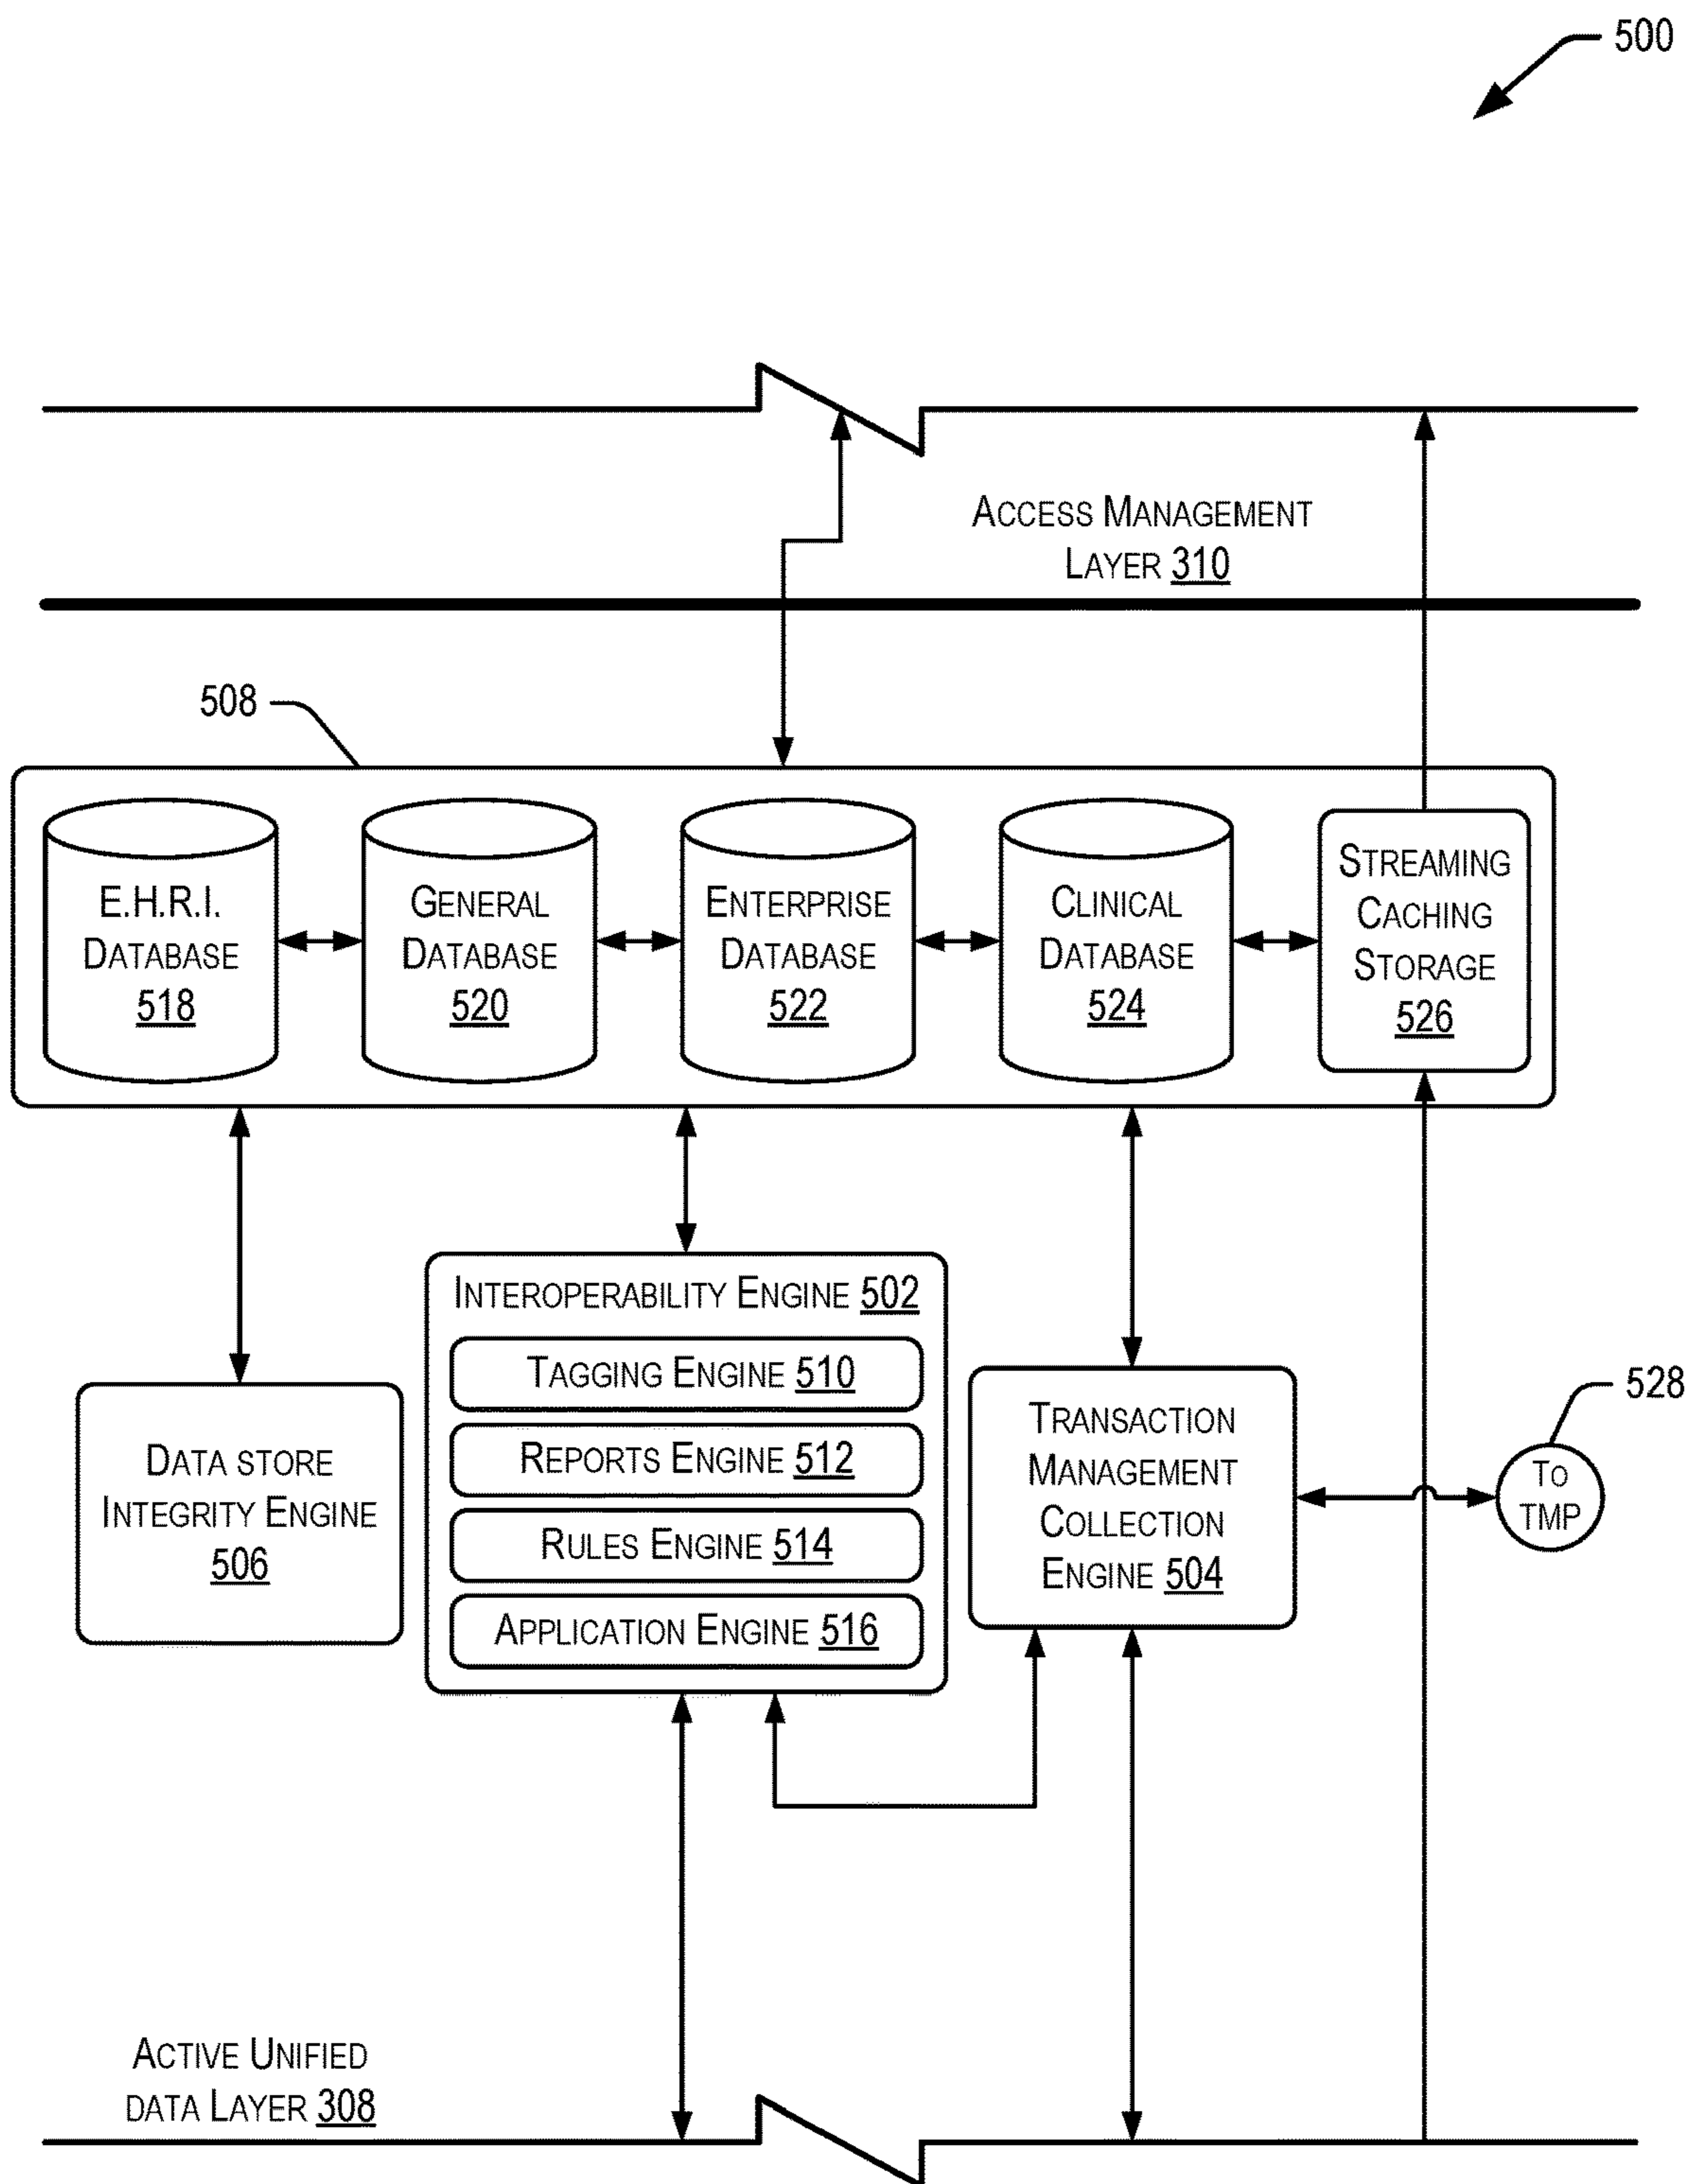 500
ACCESS MANAGEMENT
LAYER 310
508
E.H.R.I.
DATABASE
518
GENERAL
DATABASE
520
ENTERPRISE
DATABASE
522
CLINICAL
DATABASE
524
STREAMING
CACHING
STORAGE
526
INTEROPERABILITY ENGINE 502
TAGGING ENGINE 510
REPORTS ENGINE 512
RULES ENGINE 514
APPLICATION ENGINE 516
DATA STORE
INTEGRITY ENGINE
506
TRANSACTION
MANAGEMENT
COLLECTION
ENGINE 504
528
TO
TMP
ACTIVE UNIFIED
DATA LAYER 308